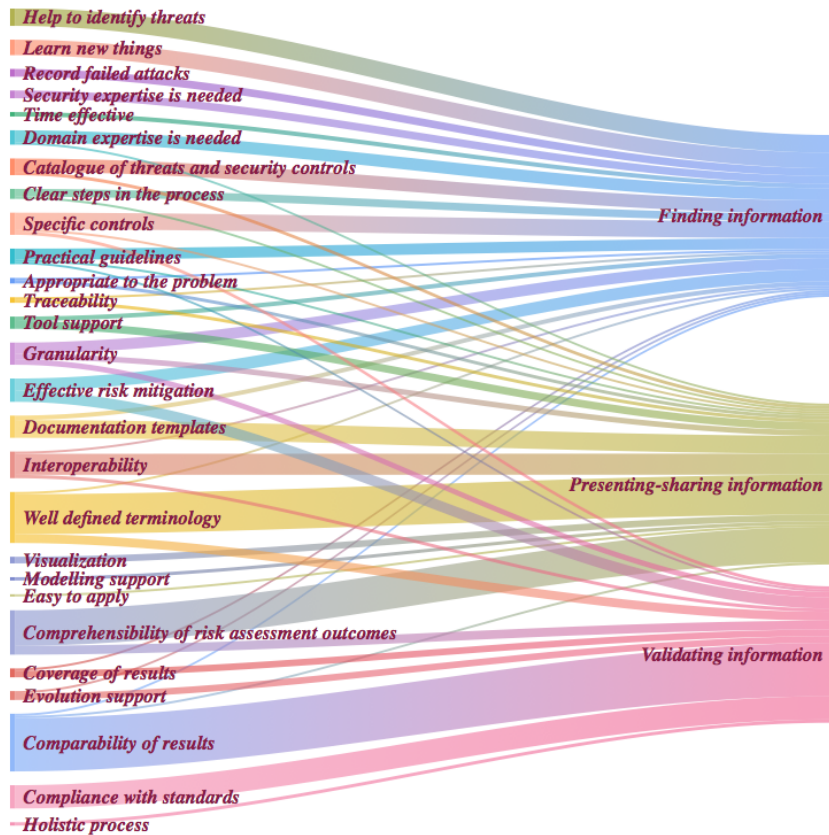 Help to identify threats
Learn new things
Record failed attacks
Security expertise is needed
Time effective
Domain expertise is needed
Catalogue of threats and security controls
Clear steps in the process
Specific controls
Finding information
Practical guidelines
Appropriate to the problem
Traceability
Tool support
Granularity
Effective risk mitigation
Documentation templates
Interoperability
Presenting-sharing information
Well defined terminology
Visualization
Modelling support
Easy to apply
Comprehensibility of risk assessment outcomes
Validating information
Coverage of results
Evolution support
Comparability of results
Compliance with standards
Holistic process